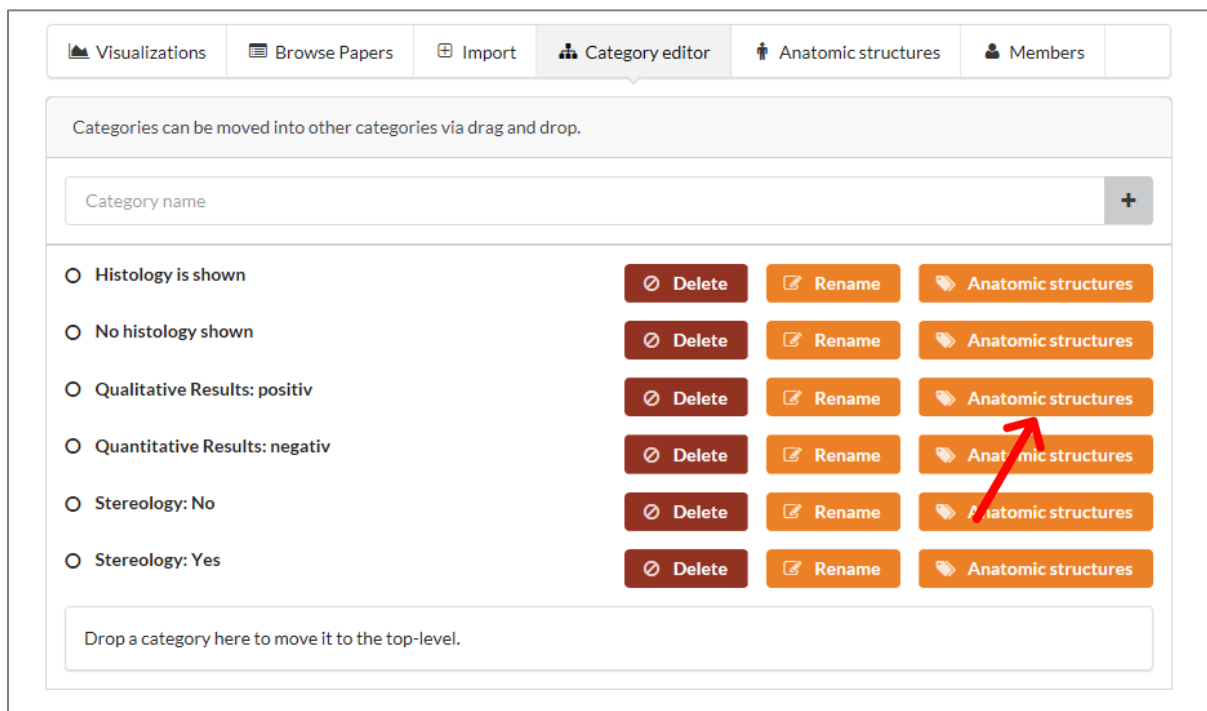 Visualizations Browse Papers Import Category editor Anatomic structures Members
Categories can be moved into other categories via drag and drop.
Category name
Histology is shown Delete Rename Anatomic structures
No histology shown Delete Rename Anatomic structures
Qualitative Results: positiv Delete Rename Anatomic structures
Quantitative Results: negativ Delete Rename Anatomic structures
Stereology: No Delete Rename Anatomic structures
Stereology: Yes Delete Rename Anatomic structures
Drop a category here to move it to the top-level.